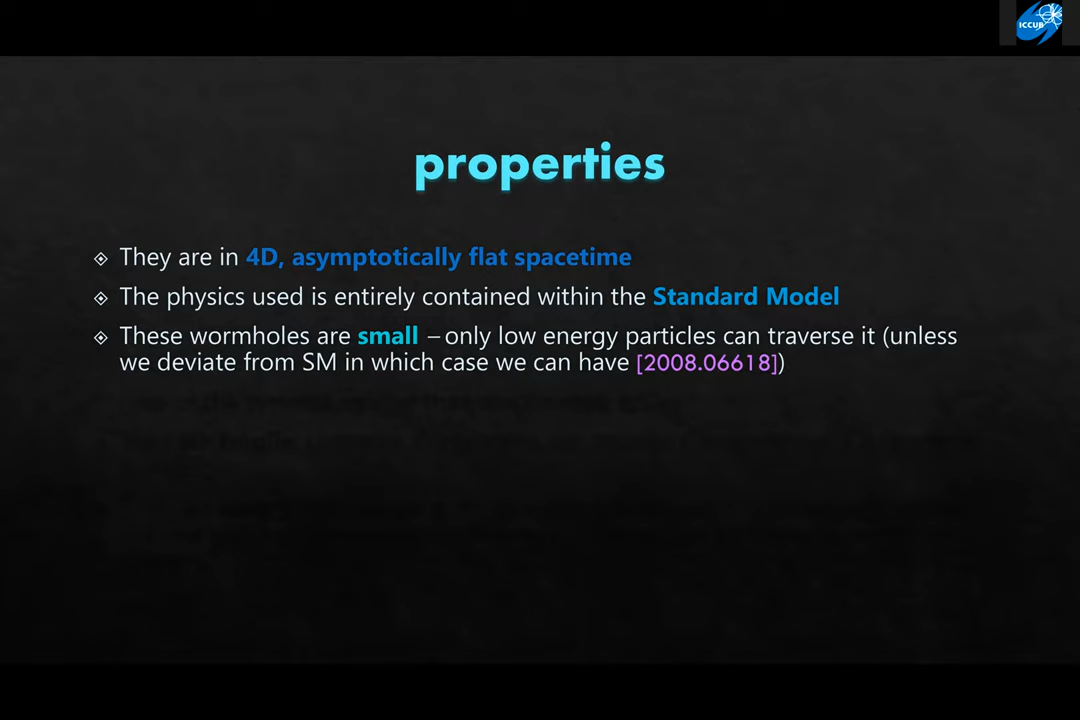 ICCUB
properties
They are in 4D, asymptotically flat spacetime
The physics used is entirely contained within the Standard Model
These wormholes are small – only low energy particles can traverse it (unless
we deviate from SM in which case we can have [2008.06618])